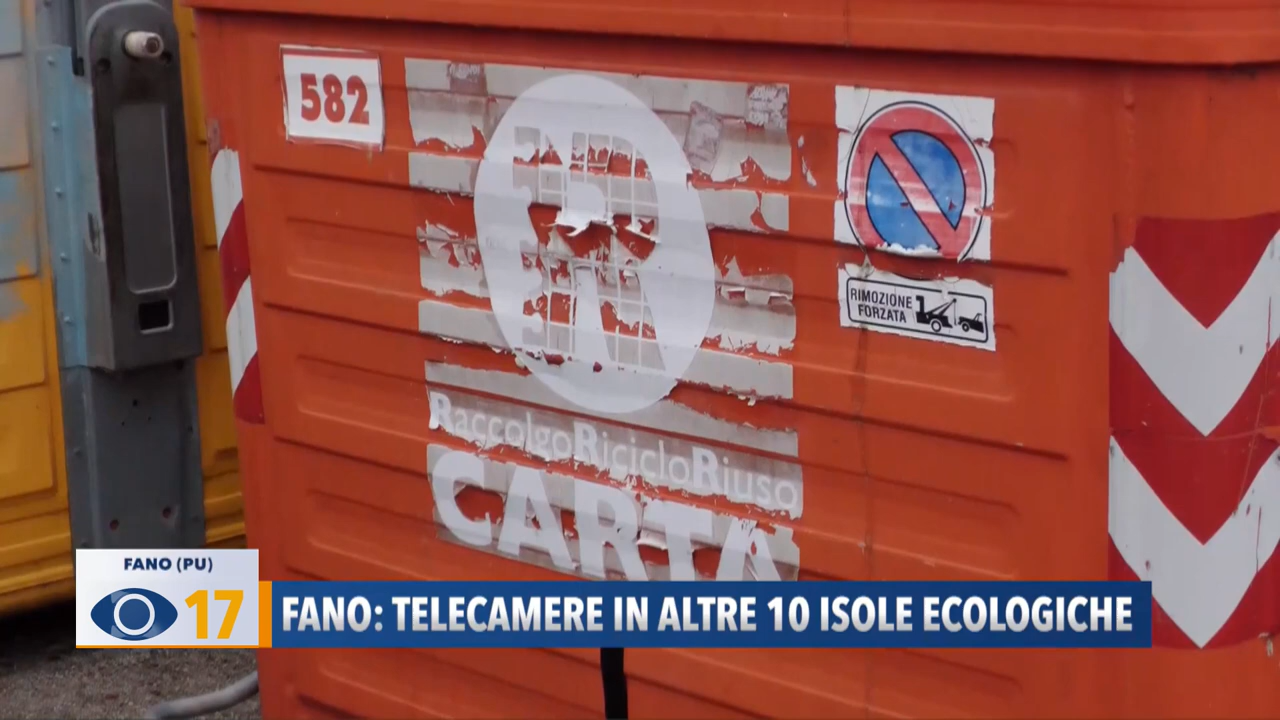 582
RIMOZIONE
FORZATA
RaccolgoRicicloRiuso
CARTA
FANO (PU)
17
FANO: TELECAMERE IN ALTRE 10 ISOLE ECOLOGICHE